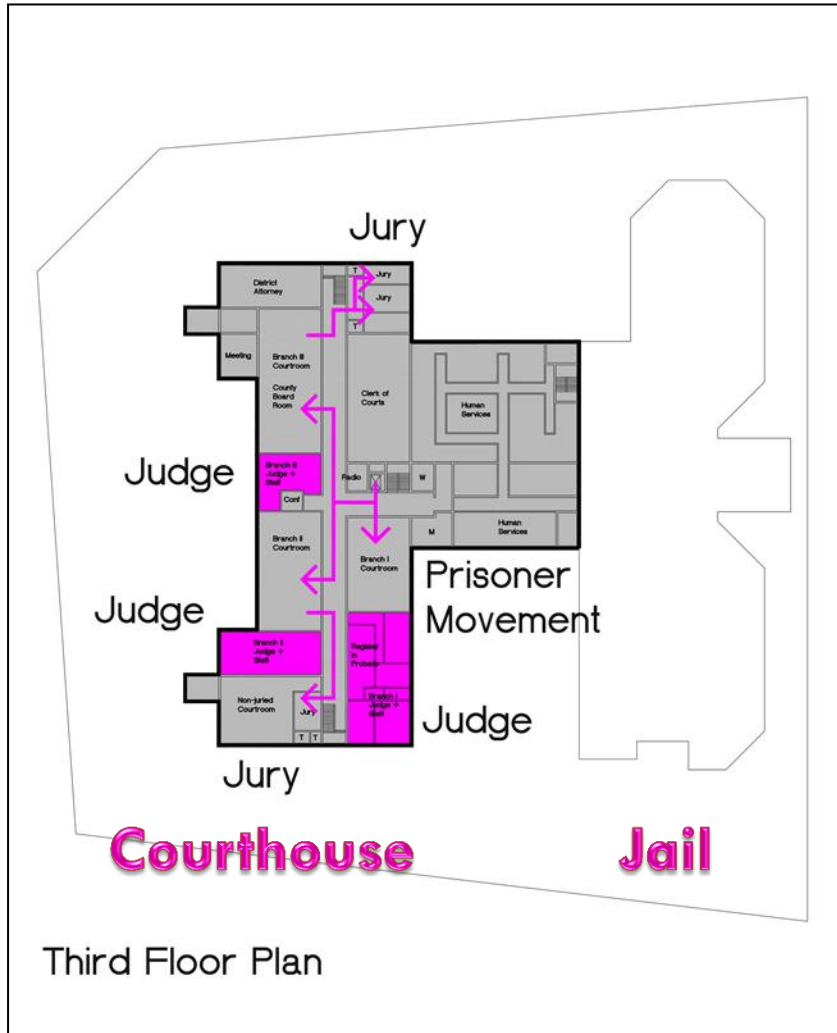 Jury
District
Attorney
T
Jury
Jury
T
Meeting
Branch III
Courtroom
County
Board
Room
Clerk of
Courts
Human
Services
Judge
Branch III
Judge +
Staff
Conf
Radio
W
Branch II
Courtroom
Branch I
Courtroom
M
Human
Services
Prisoner
Movement
Judge
Branch II
Judge +
Staff
Register
in
Probate
Non-juried
Courtroom
Jury
T
T
Branch I
Judge +
Staff
Judge
Jury
Courthouse
Jail
Third Floor Plan